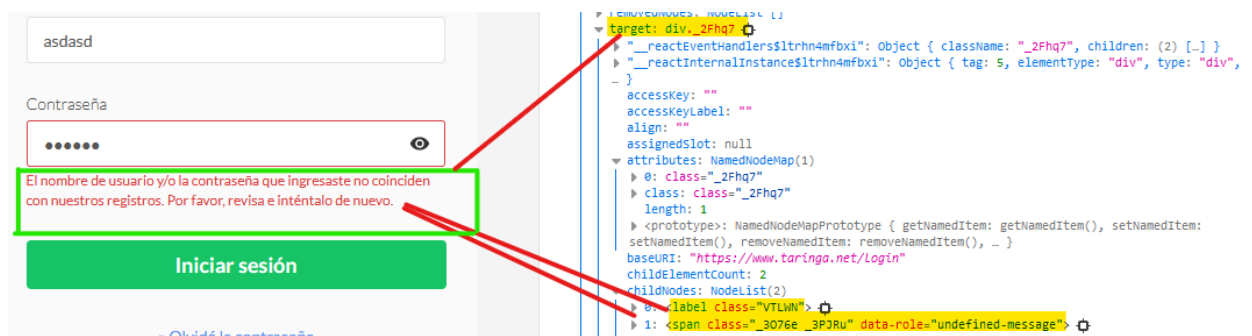 removedNodes: NodeList []
target: div._2Fhq7
"__reactEventHandlers$ltrhn4mfbxi": Object { className: "_2Fhq7", children: (2) […] }
"__reactInternalInstance$ltrhn4mfbxi": Object { tag: 5, elementType: "div", type: "div",
… }
accessKey: ""
accessKeyLabel: ""
align: ""
assignedSlot: null
attributes: NamedNodeMap(1)
0: class="_2Fhq7"
class: class="_2Fhq7"
length: 1
<prototype>: NamedNodeMapPrototype { getNamedItem: getNamedItem(), setNamedItem:
setNamedItem(), removeNamedItem: removeNamedItem(), … }
baseURI: "https://www.taringa.net/Login"
childElementCount: 2
childNodes: NodeList(2)
0: <label class="VTLWN">
1: <span class="_3O76e _3PJRu" data-role="undefined-message">
asdasd
Contraseña
••••••
El nombre de usuario y/o la contraseña que ingresaste no coinciden
con nuestros registros. Por favor, revisa e inténtalo de nuevo.
Iniciar sesión
Olvidé la contraseña